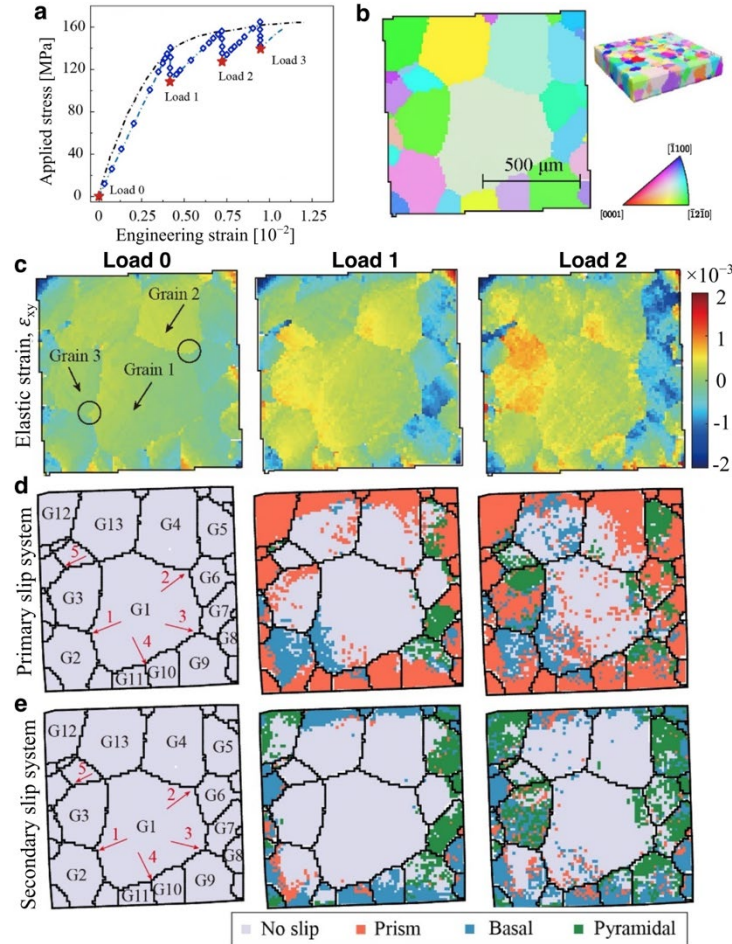 a
Applied stress [MPa]
160
120
80
40
0
Load 0
Load 1
Load 2
Load 3
0
0.25
0.5
0.75
1
1.25
Engineering strain [10⁻²]
b
500 μm
[1̄100]
[0001]
[1̄21̄0]
c
Load 0
Load 1
Load 2
Elastic strain, εxy
Grain 2
Grain 3
Grain 1
×10⁻³
2
1
0
-1
-2
d
Primary slip system
G12
G13
G4
G5
5
G3
2
G6
1
G1
3
G7
G8
4
G2
G11
G10
G9
e
Secondary slip system
G12
G13
G4
G5
5
G3
2
G6
1
G1
3
G7
G8
4
G2
G11
G10
G9
No slip Prism Basal Pyramidal